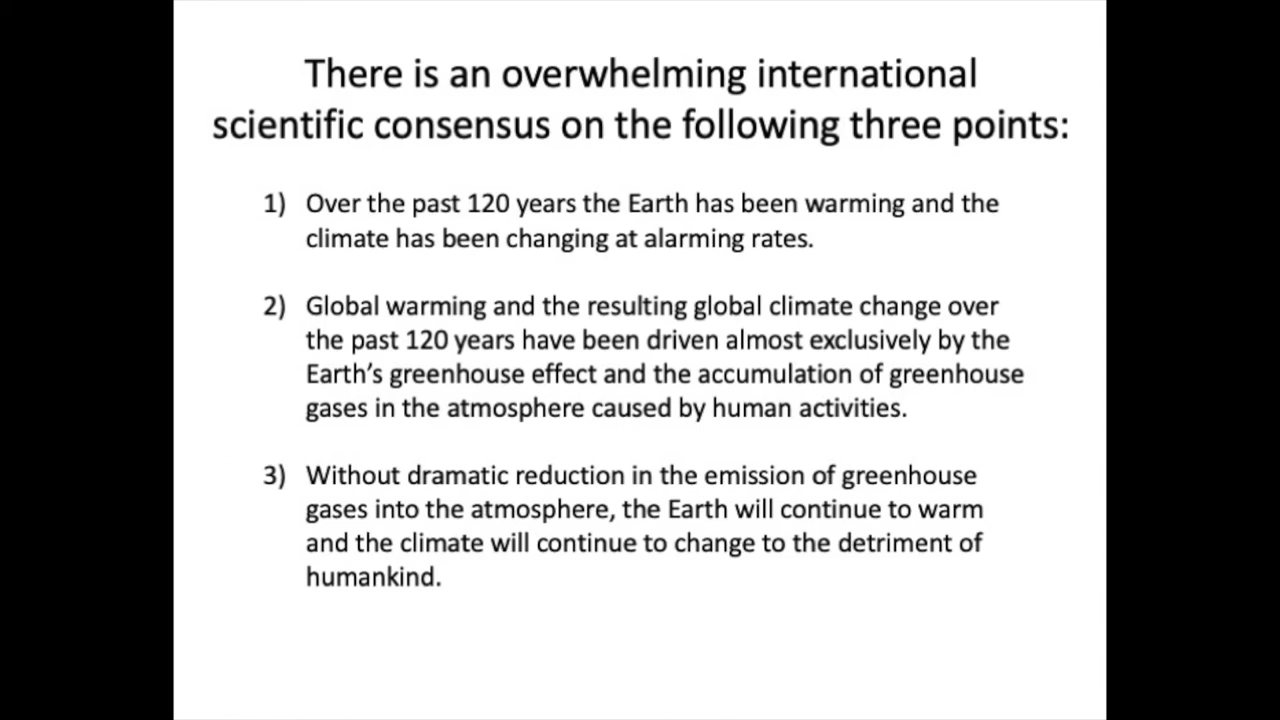 There is an overwhelming international
scientific consensus on the following three points:
1) Over the past 120 years the Earth has been warming and the
climate has been changing at alarming rates.
2) Global warming and the resulting global climate change over
the past 120 years have been driven almost exclusively by the
Earth’s greenhouse effect and the accumulation of greenhouse
gases in the atmosphere caused by human activities.
3) Without dramatic reduction in the emission of greenhouse
gases into the atmosphere, the Earth will continue to warm
and the climate will continue to change to the detriment of
humankind.